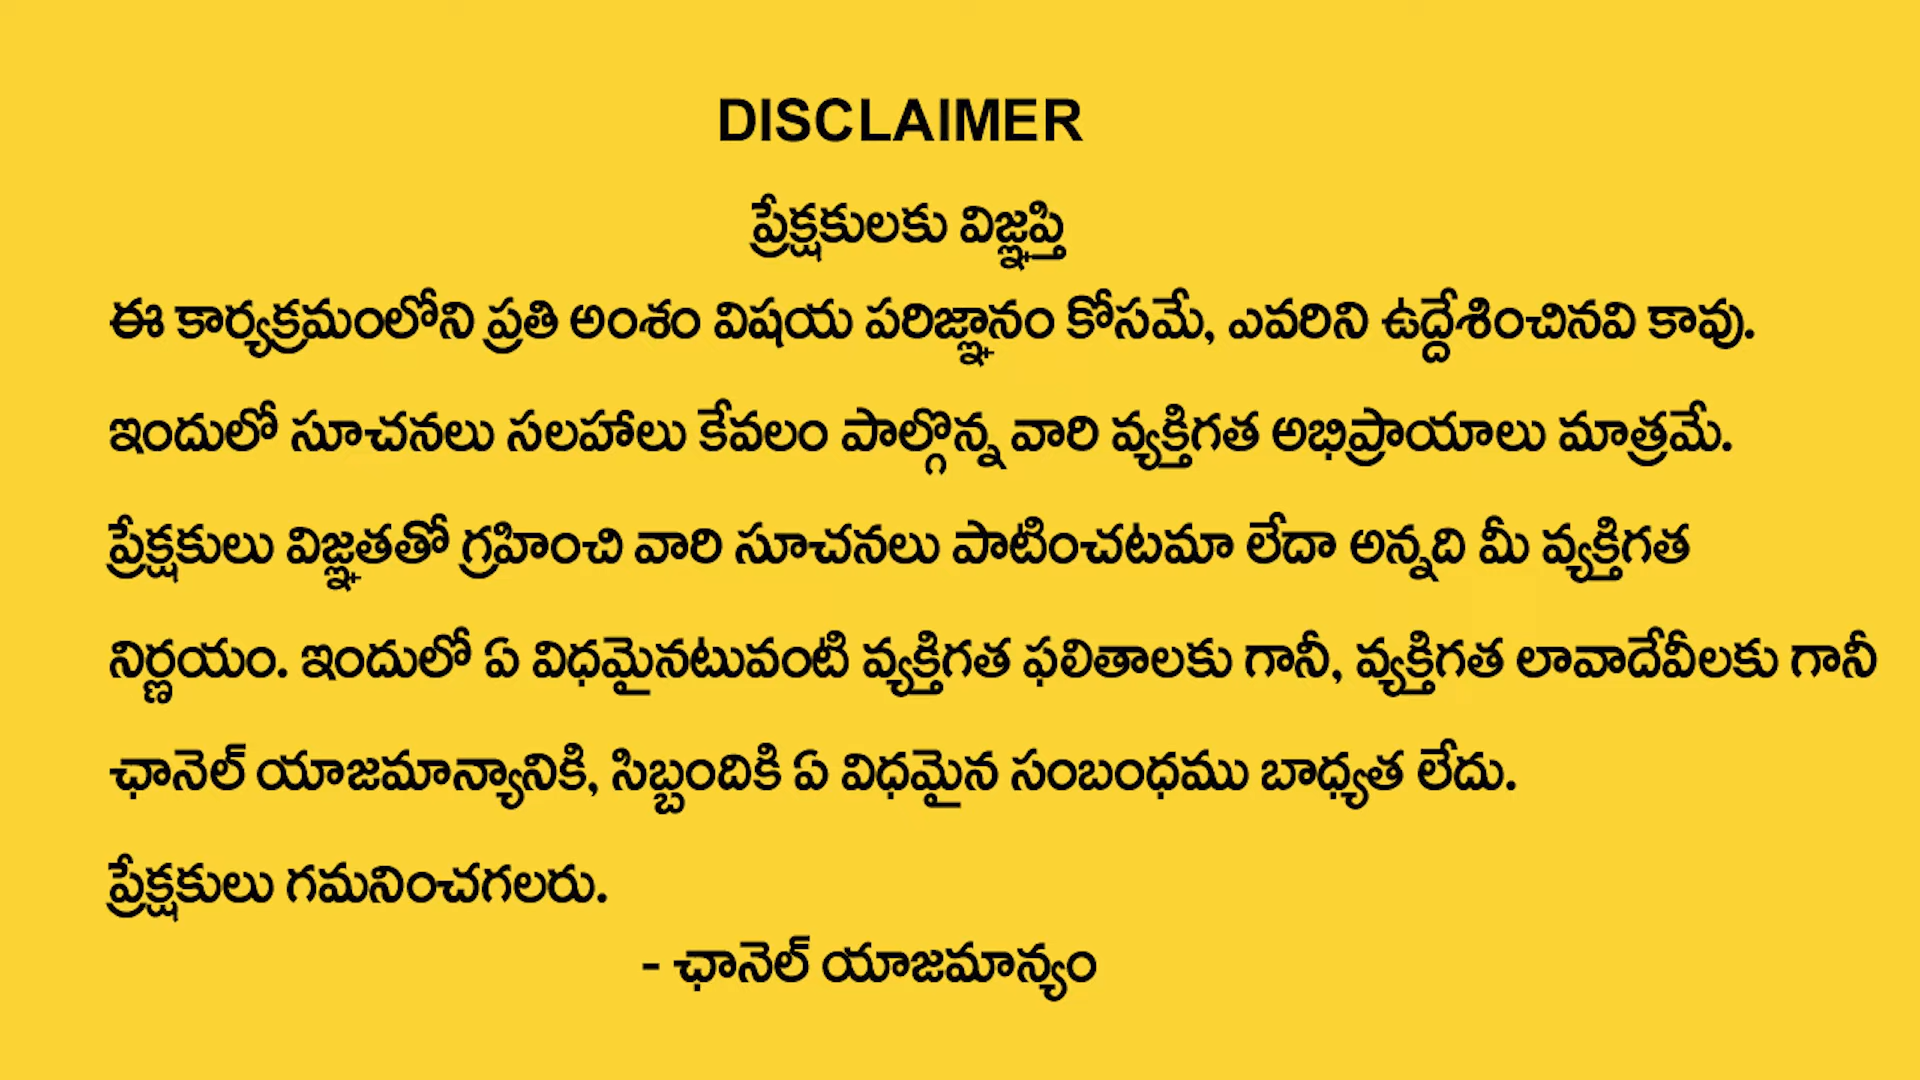 DISCLAIMER
ప్రేక్షకులకు విజ్ఞప్తి
ఈ కార్యక్రమంలోని ప్రతి అంశం విషయ పరిజ్ఞానం కోసమే, ఎవరిని ఉద్దేశించినవి కావు.
ఇందులో సూచనలు సలహాలు కేవలం పాల్గొన్న వారి వ్యక్తిగత అభిప్రాయాలు మాత్రమే.
ప్రేక్షకులు విజ్ఞతతో గ్రహించి వారి సూచనలు పాటించటమా లేదా అన్నది మీ వ్యక్తిగత
నిర్ణయం. ఇందులో ఏ విధమైనటువంటి వ్యక్తిగత ఫలితాలకు గానీ, వ్యక్తిగత లావాదేవీలకు గానీ
ఛానెల్ యాజమాన్యానికి, సిబ్బందికి ఏ విధమైన సంబంధము బాధ్యత లేదు.
ప్రేక్షకులు గమనించగలరు.
- ఛానెల్ యాజమాన్యం